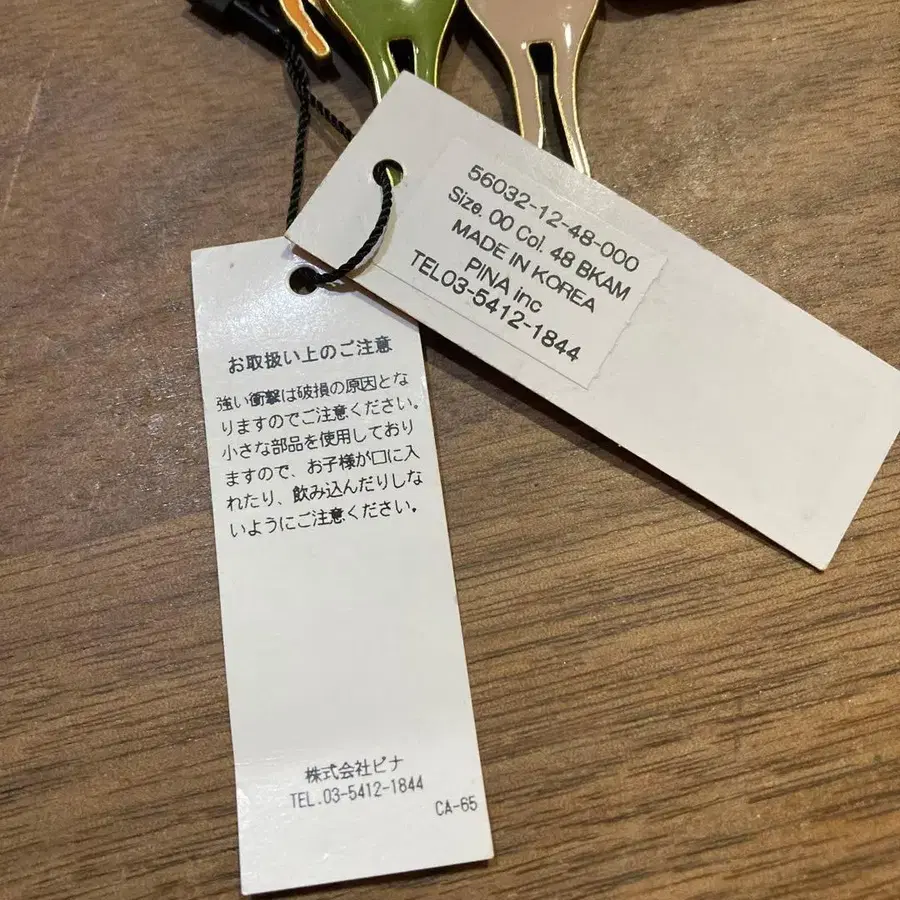 56032-12-48-000
Size. 00 Col. 48 BKAM
MADE IN KOREA
PINA inc
TEL03-5412-1844
お取扱い上のご注意
強い衝撃は破損の原因とな
りますのでご注意ください。
小さな部品を使用しており
ますので、お子様が口に入
れたり、飲み込んだりしな
いようにご注意ください。
株式会社ピナ
TEL.03-5412-1844
CA-65